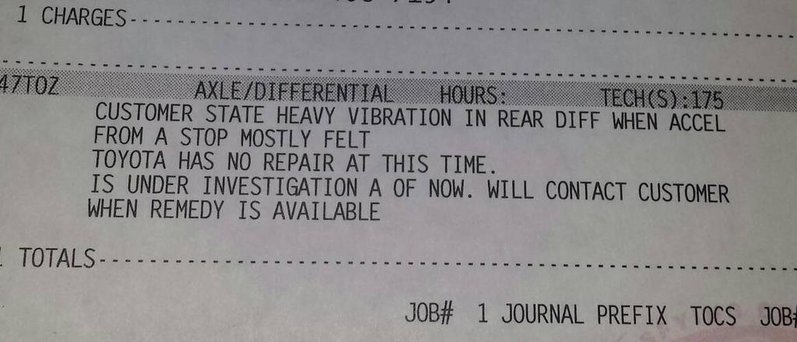 1 CHARGES
47TOZ AXLE/DIFFERENTIAL HOURS: TECH(S):175
CUSTOMER STATE HEAVY VIBRATION IN REAR DIFF WHEN ACCEL
FROM A STOP MOSTLY FELT
TOYOTA HAS NO REPAIR AT THIS TIME.
IS UNDER INVESTIGATION A OF NOW. WILL CONTACT CUSTOMER
WHEN REMEDY IS AVAILABLE
TOTALS
JOB# 1 JOURNAL PREFIX TOCS JOB#